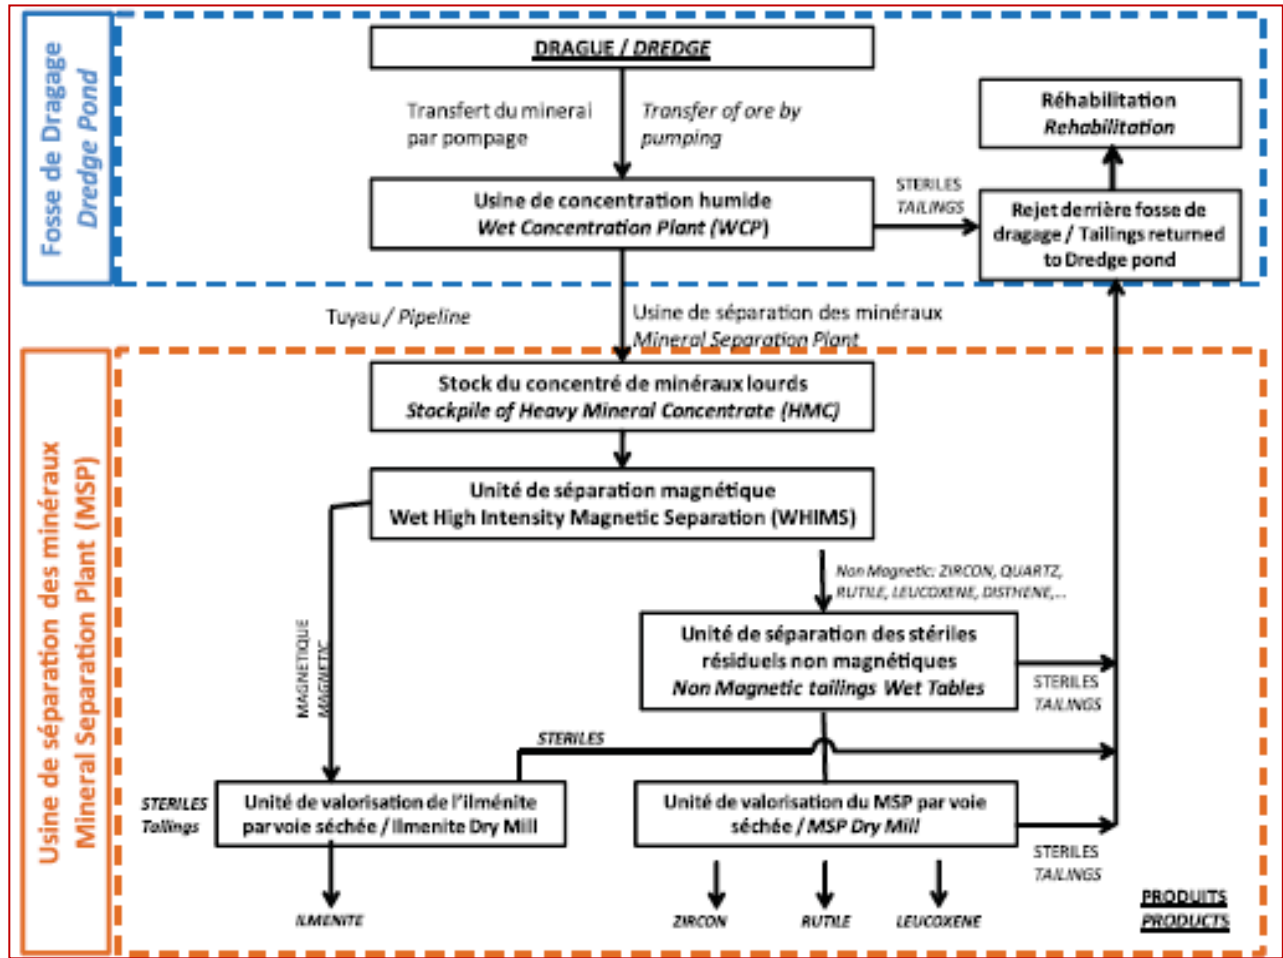 Fosse de Dragage
Dredge Pond
DRAGUE / DREDGE
Transfert du minerai
par pompage
Transfer of ore by
pumping
Réhabilitation
Rehabilitation
Usine de concentration humide
Wet Concentration Plant (WCP)
STERILES
TAILINGS
Rejet derrière fosse de
dragage / Tailings returned
to Dredge pond
Tuyau / Pipeline
Usine de séparation des minéraux
Mineral Separation Plant
Usine de séparation des minéraux
Mineral Separation Plant (MSP)
Stock du concentré de minéraux lourds
Stockpile of Heavy Mineral Concentrate (HMC)
Unité de séparation magnétique
Wet High Intensity Magnetic Separation (WHIMS)
MAGNETIQUE
MAGNETIC
Non Magnetic: ZIRCON, QUARTZ,
RUTILE, LEUCOXENE, DISTHENE,...
Unité de séparation des stériles
résiduels non magnétiques
Non Magnetic tailings Wet Tables
STERILES
TAILINGS
STERILES
STERILES
Tailings
Unité de valorisation de l'ilménite
par voie séchée / Ilmenite Dry Mill
Unité de valorisation du MSP par voie
séchée / MSP Dry Mill
STERILES
TAILINGS
ILMENITE
ZIRCON
RUTILE
LEUCOXENE
PRODUITS
PRODUCTS